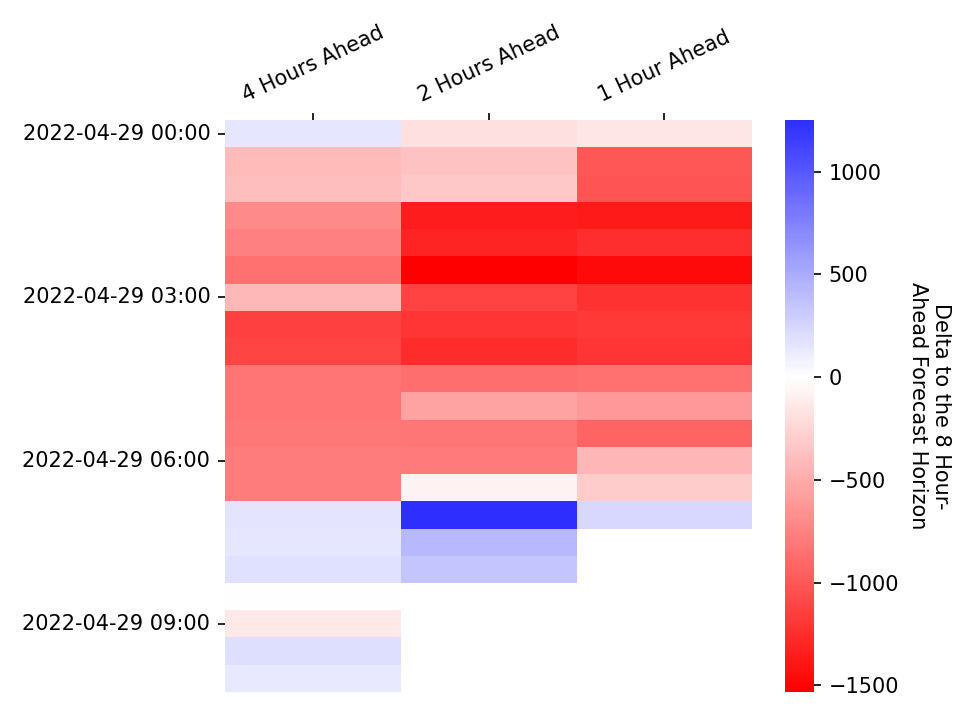 4 Hours Ahead
2 Hours Ahead
1 Hour Ahead
2022-04-29 00:00
2022-04-29 03:00
2022-04-29 06:00
2022-04-29 09:00
1000
500
0
−500
−1000
−1500
Delta to the 8 Hour-
Ahead Forecast Horizon